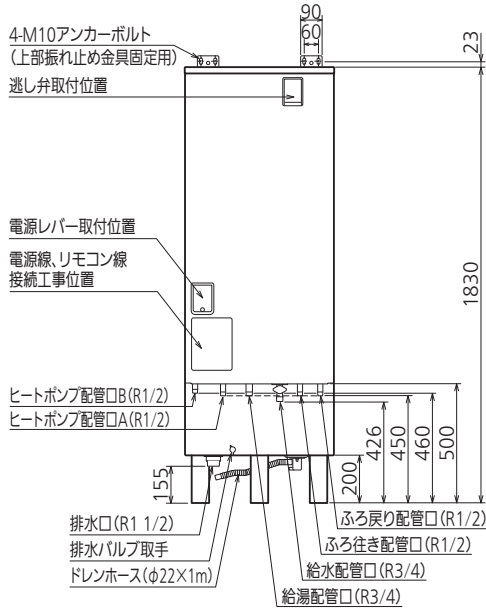 4-M10アンカーボルト
(上部振れ止め金具固定用)
逃し弁取付位置
90
60
23
電源レバー取付位置
電源線、リモコン線
接続工事位置
1830
ヒートポンプ配管口B(R1/2)
ヒートポンプ配管口A(R1/2)
155
200
426
450
460
500
排水口(R1 1/2)
排水バルブ取手
ドレンホース(φ22×1m)
ふろ戻り配管口(R1/2)
ふろ往き配管口(R1/2)
給水配管口(R3/4)
給湯配管口(R3/4)